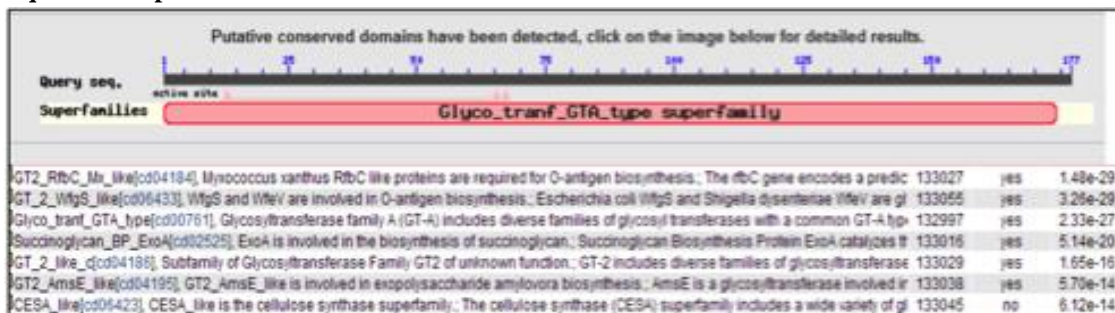 Putative conserved domains have been detected, click on the image below for detailed results.
1 25 50 75 100 125 150 177
Query seq.
active site
Superfamilies Glyco_tranf_GTA_type superfamily
GT2_RfbC_Mx_like[cd04184], Myxococcus xanthus RfbC like proteins are required for O-antigen biosynthesis.; The rfbC gene encodes a predic 133027 yes 1.48e-29
GT_2_WfgS_like[cd06433], WfgS and WfeV are involved in O-antigen biosynthesis.; Escherichia coli WfgS and Shigella dysenteriae WfeV are gl 133055 yes 3.26e-28
Glyco_tranf_GTA_type[cd00761], Glycosyltransferase family A (GT-A) includes diverse families of glycosyl transferases with a common GT-A typ 132997 yes 2.33e-27
Succinoglycan_BP_ExoA[cd02525], ExoA is involved in the biosynthesis of succinoglycan.; Succinoglycan Biosynthesis Protein ExoA catalyzes th 133016 yes 5.14e-20
GT_2_like_c[cd04186], Subfamily of Glycosyltransferase Family GT2 of unknown function.; GT-2 includes diverse families of glycosyltransferase 133029 yes 1.65e-16
GT2_AmsE_like[cd04195], GT2_AmsE_like is involved in exopolysaccharide amylovora biosynthesis.; AmsE is a glycosyltransferase involved in 133038 yes 5.70e-14
CESA_like[cd06423], CESA_like is the cellulose synthase superfamily.; The cellulose synthase (CESA) superfamily includes a wide variety of gl 133045 no 6.12e-14